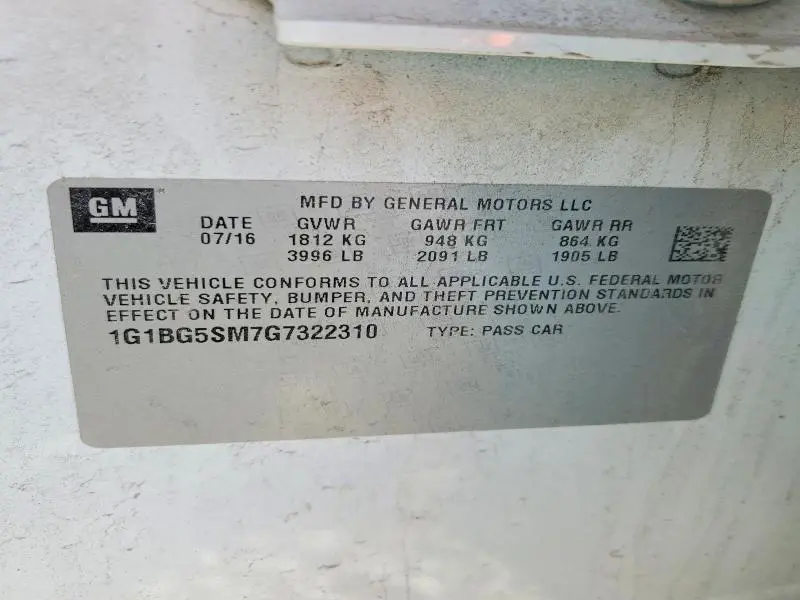 GM
MFD BY GENERAL MOTORS LLC
DATE GVWR GAWR FRT GAWR RR
07/16 1812 KG 948 KG 864 KG
3996 LB 2091 LB 1905 LB
THIS VEHICLE CONFORMS TO ALL APPLICABLE U.S. FEDERAL MOTOR
VEHICLE SAFETY, BUMPER, AND THEFT PREVENTION STANDARDS IN
EFFECT ON THE DATE OF MANUFACTURE SHOWN ABOVE.
1G1BG5SM7G7322310 TYPE: PASS CAR